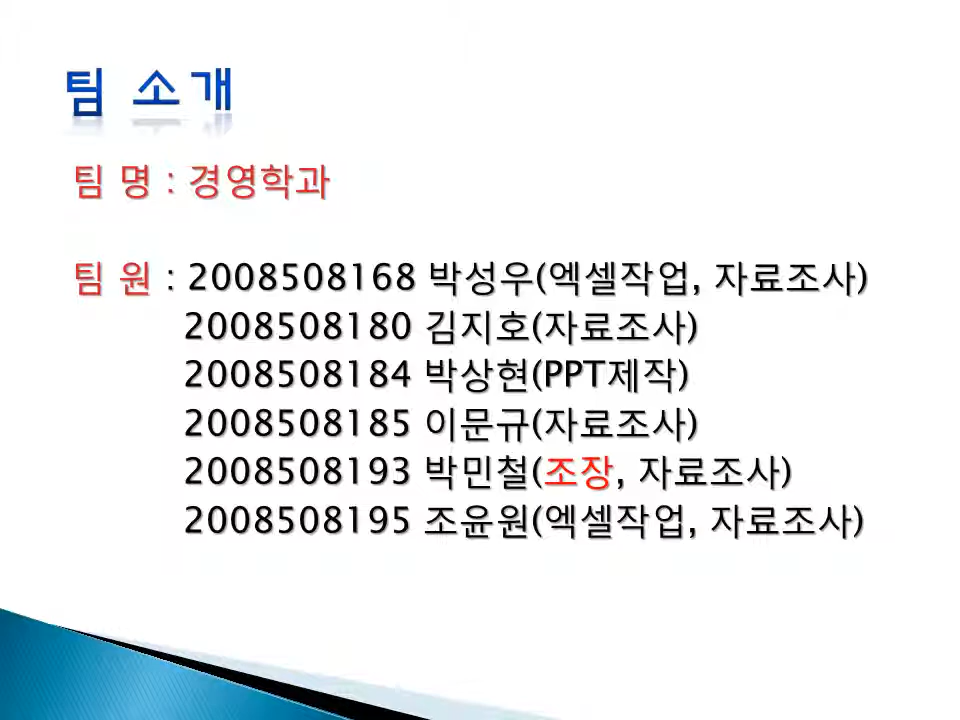 팀 소개
팀 명 : 경영학과
팀 원 : 2008508168 박성우(엑셀작업, 자료조사)
2008508180 김지호(자료조사)
2008508184 박상현(PPT제작)
2008508185 이문규(자료조사)
2008508193 박민철(조장, 자료조사)
2008508195 조윤원(엑셀작업, 자료조사)